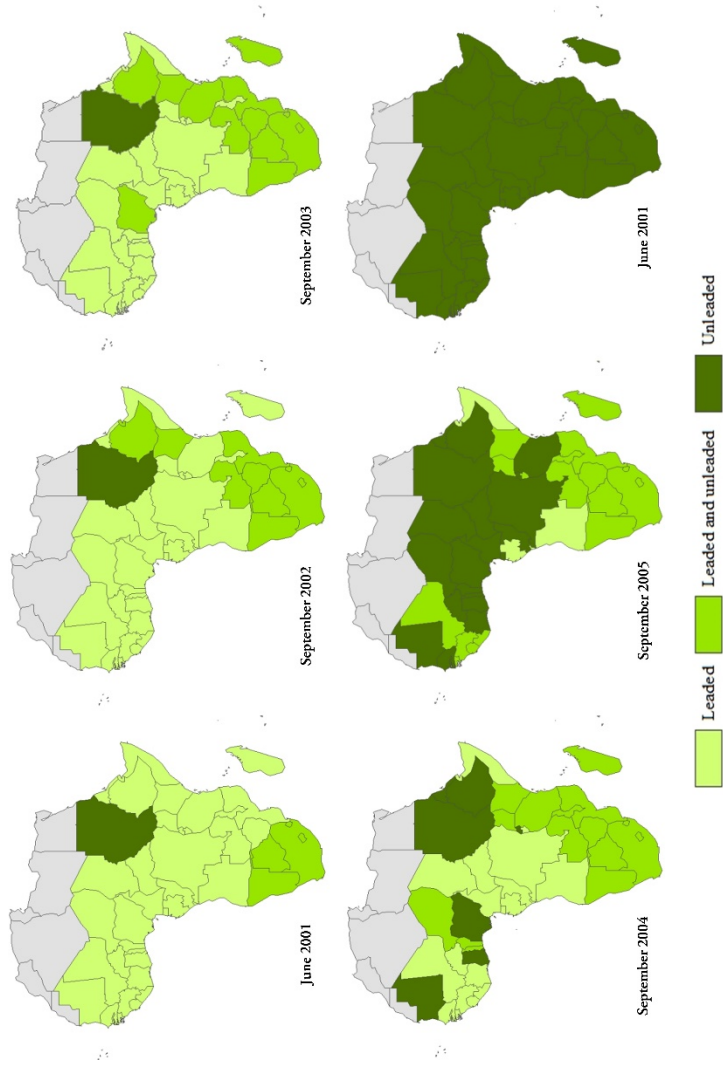 June 2001
September 2002
September 2003
September 2004
September 2005
June 2001
Leaded
Leaded and unleaded
Unleaded